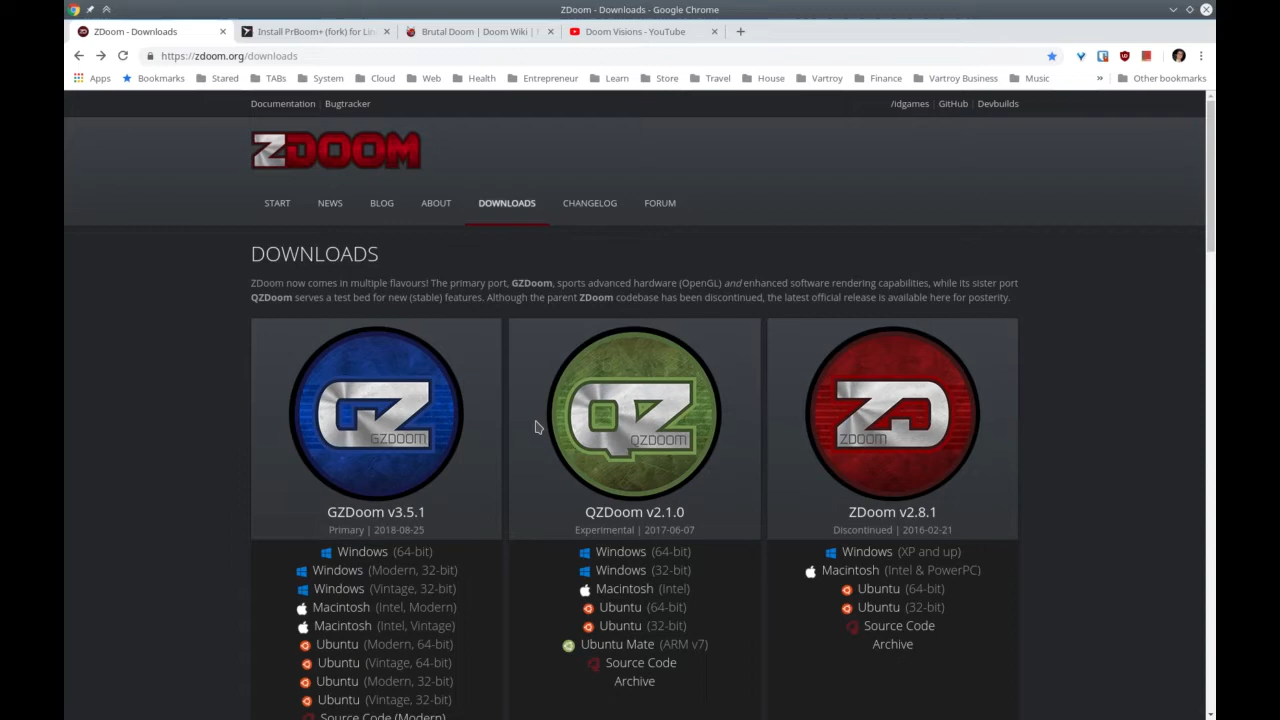 ZDoom - Downloads - Google Chrome
ZDoom - Downloads
Install PrBoom+ (fork) for Lin
Brutal Doom | Doom Wiki |
Doom Visions - YouTube
https://zdoom.org/downloads
Apps
Bookmarks
Stared
TABs
System
Cloud
Web
Health
Entrepreneur
Learn
Store
Travel
House
Vartroy
Finance
Vartroy Business
Music
»
Other bookmarks
Documentation | Bugtracker
/idgames | GitHub | Devbuilds
ZDOOM
START
NEWS
BLOG
ABOUT
DOWNLOADS
CHANGELOG
FORUM
DOWNLOADS
ZDoom now comes in multiple flavours! The primary port, GZDoom, sports advanced hardware (OpenGL) and enhanced software rendering capabilities, while its sister port
QZDoom serves a test bed for new (stable) features. Although the parent ZDoom codebase has been discontinued, the latest official release is available here for posterity.
GZ
GZDOOM
GZDoom v3.5.1
Primary | 2018-08-25
Windows (64-bit)
Windows (Modern, 32-bit)
Windows (Vintage, 32-bit)
Macintosh (Intel, Modern)
Macintosh (Intel, Vintage)
Ubuntu (Modern, 64-bit)
Ubuntu (Vintage, 64-bit)
Ubuntu (Modern, 32-bit)
Ubuntu (Vintage, 32-bit)
Source Code (Modern)
QZ
QZDOOM
QZDoom v2.1.0
Experimental | 2017-06-07
Windows (64-bit)
Windows (32-bit)
Macintosh (Intel)
Ubuntu (64-bit)
Ubuntu (32-bit)
Ubuntu Mate (ARM v7)
Source Code
Archive
ZD
ZDOOM
ZDoom v2.8.1
Discontinued | 2016-02-21
Windows (XP and up)
Macintosh (Intel & PowerPC)
Ubuntu (64-bit)
Ubuntu (32-bit)
Source Code
Archive